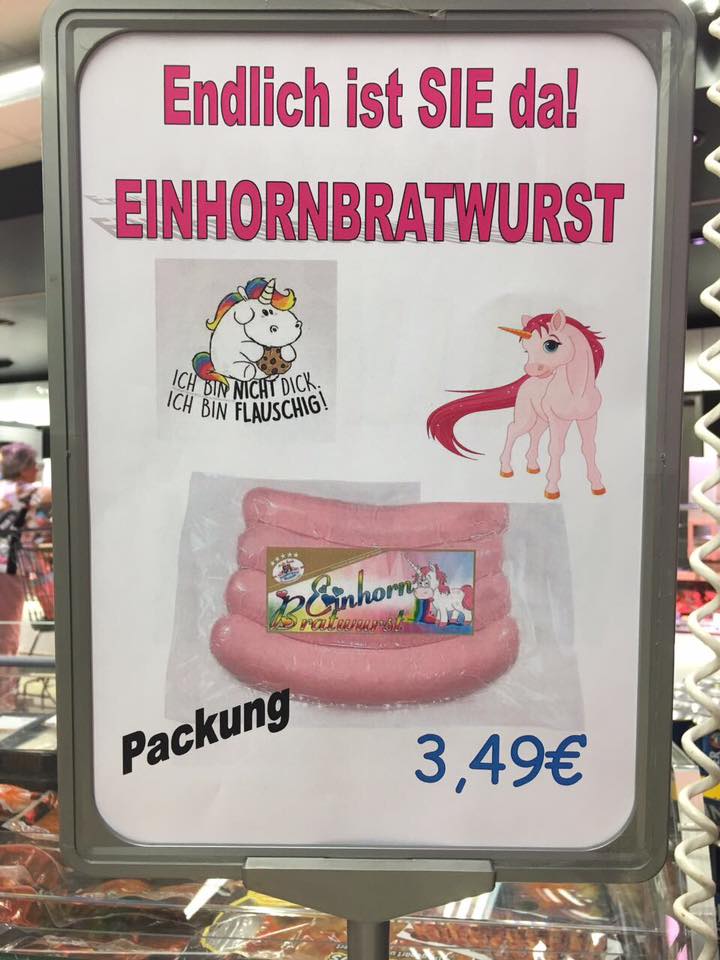 Endlich ist SIE da!
EINHORNBRATWURST
ICH BIN NICHT DICK.
ICH BIN FLAUSCHIG!
Einhorn
Bratwurst
Packung
3,49€